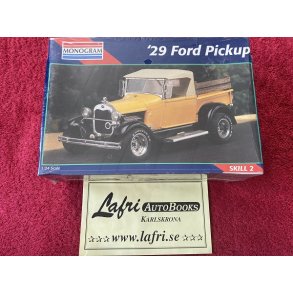 MONOGRAM
'29 Ford Pickup
1:24 Scale
SKILL 2
Lafri AUTOBOOKS
KARLSKRONA
*** www.lafri.se ***